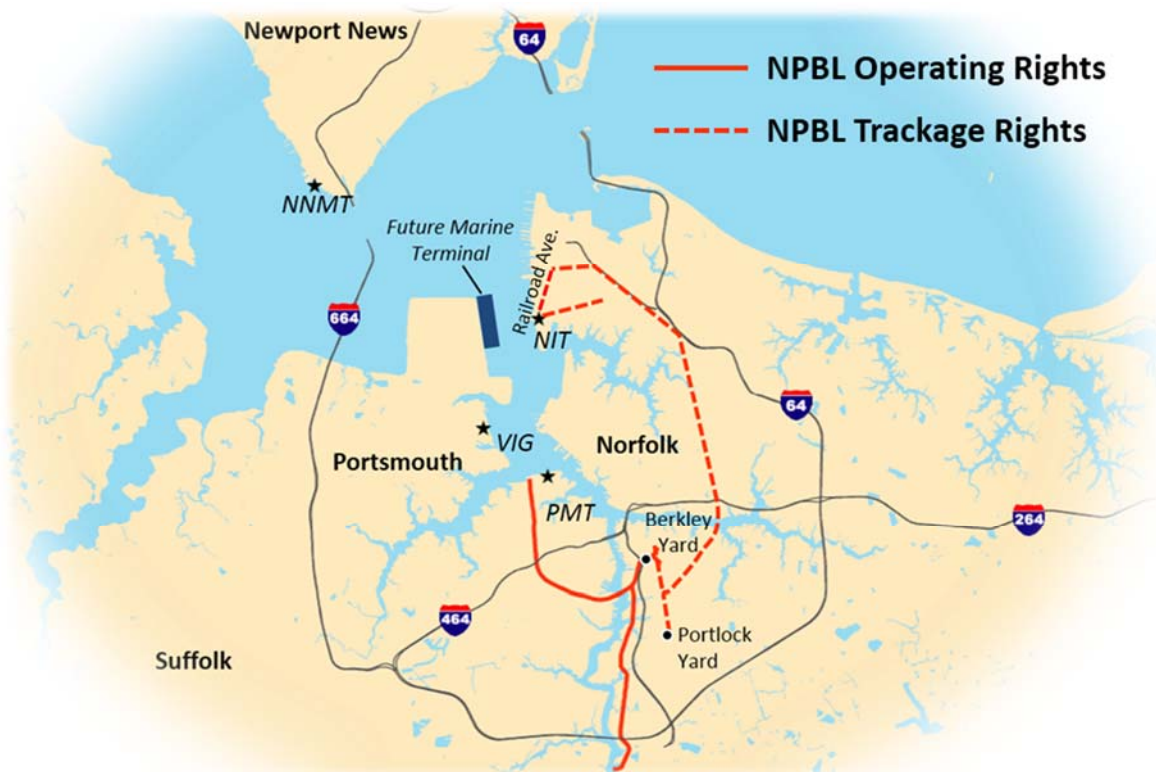 Newport News
64
NPBL Operating Rights
NPBL Trackage Rights
NNMT
Future Marine
Terminal
Railroad Ave.
664
NIT
64
VIG
Norfolk
Portsmouth
PMT
Berkley
Yard
264
464
Portlock
Yard
Suffolk